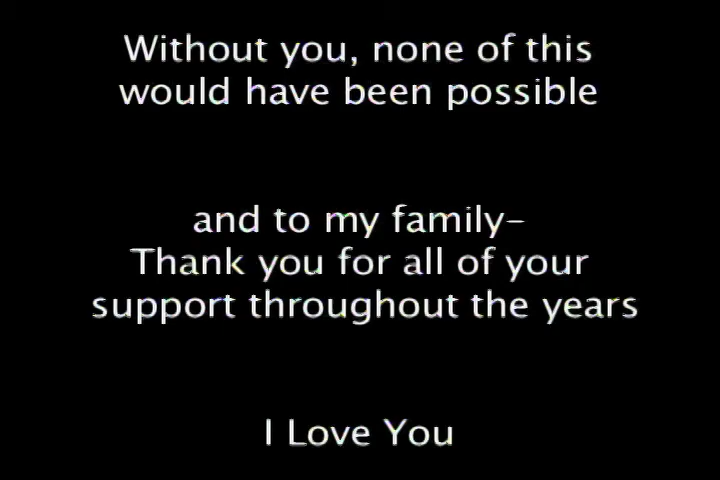 Without you, none of this
would have been possible
and to my family-
Thank you for all of your
support throughout the years
I Love You